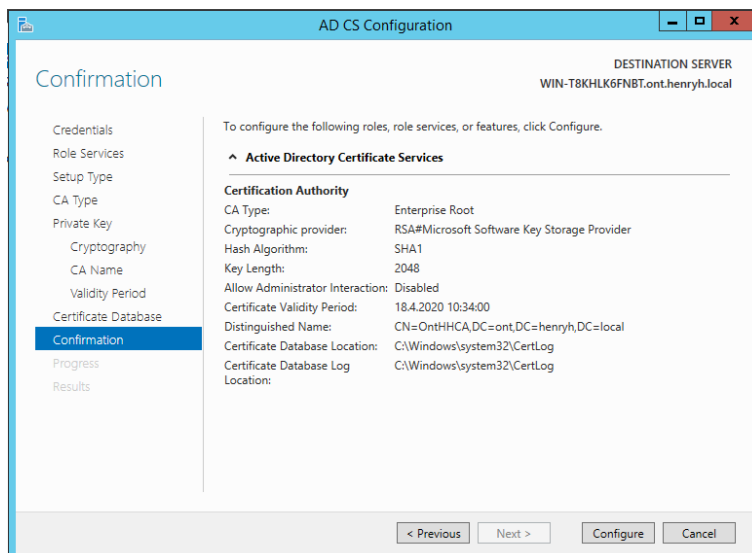 AD CS Configuration
Confirmation
DESTINATION SERVER
WIN-T8KHLK6FNBT.ont.henryh.local
Credentials
Role Services
Setup Type
CA Type
Private Key
Cryptography
CA Name
Validity Period
Certificate Database
Confirmation
Progress
Results
To configure the following roles, role services, or features, click Configure.
Active Directory Certificate Services
Certification Authority
CA Type: Enterprise Root
Cryptographic provider: RSA#Microsoft Software Key Storage Provider
Hash Algorithm: SHA1
Key Length: 2048
Allow Administrator Interaction: Disabled
Certificate Validity Period: 18.4.2020 10:34:00
Distinguished Name: CN=OntHHCA,DC=ont,DC=henryh,DC=local
Certificate Database Location: C:\Windows\system32\CertLog
Certificate Database Log C:\Windows\system32\CertLog
Location:
< Previous Next > Configure Cancel